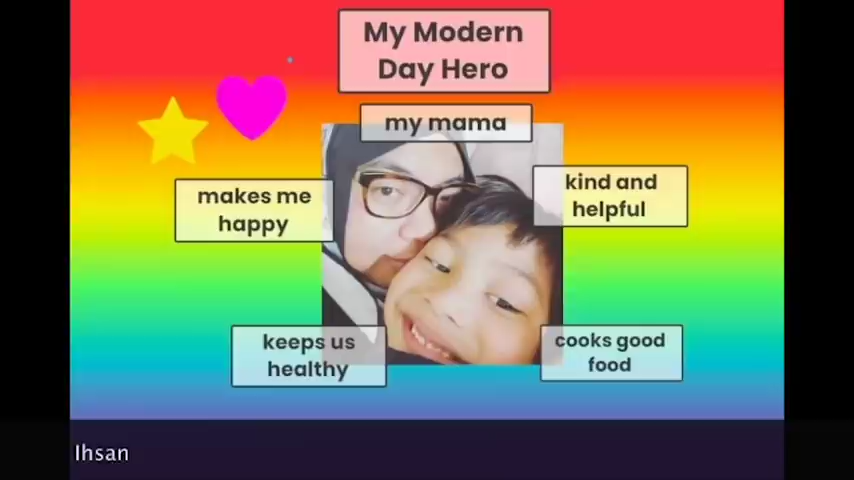 My Modern
Day Hero
my mama
makes me
happy
kind and
helpful
keeps us
healthy
cooks good
food
Ihsan